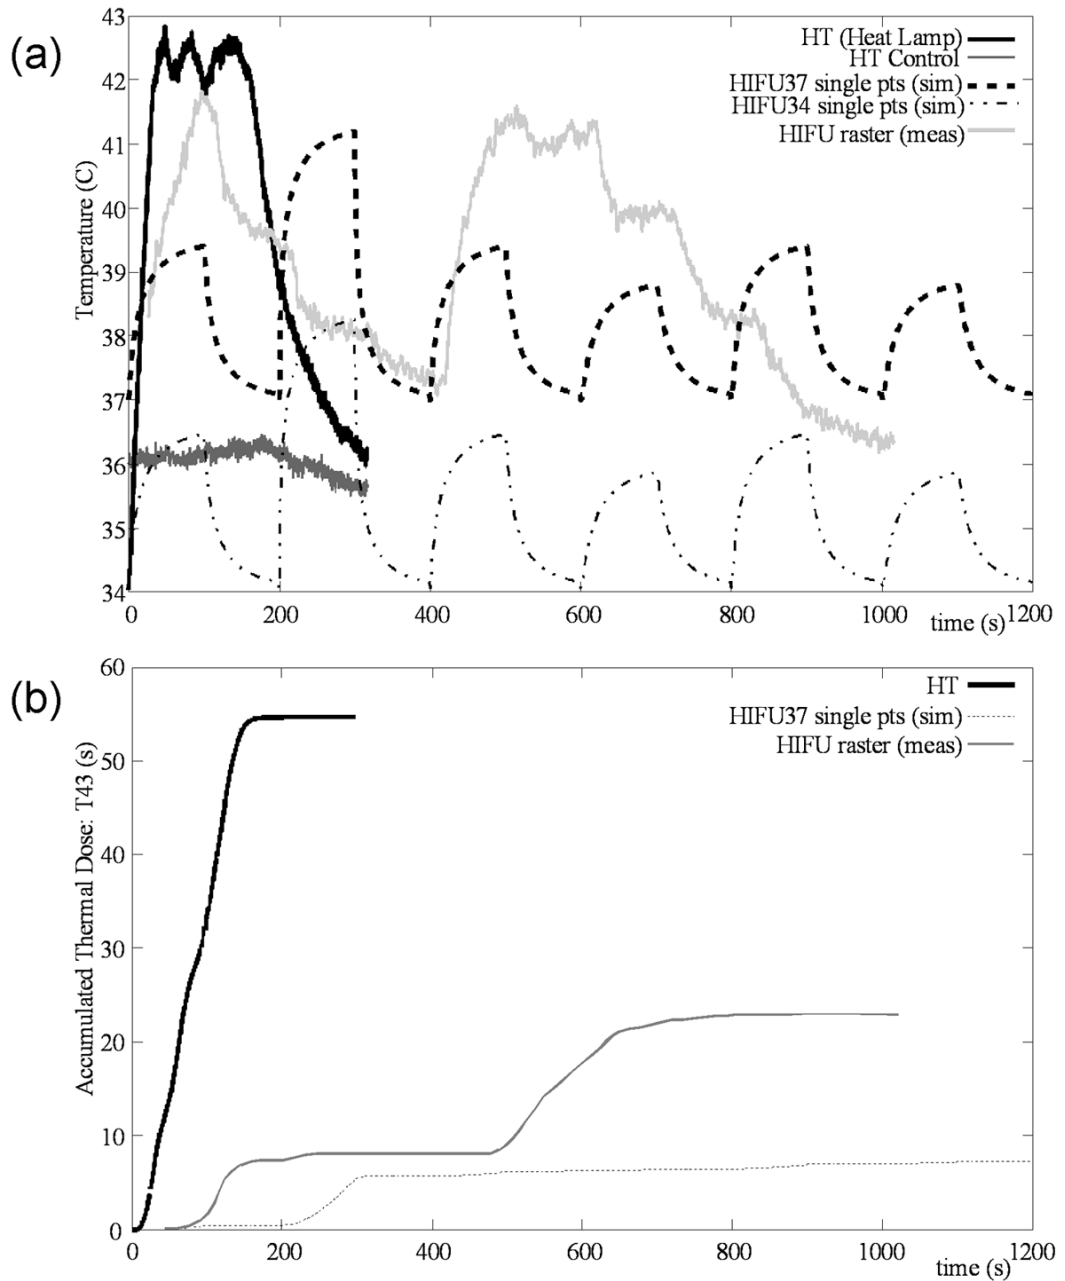 (a)
43
42
41
40
39
38
37
36
35
34
Temperature (C)
HT (Heat Lamp)
HT Control
HIFU37 single pts (sim)
HIFU34 single pts (sim)
HIFU raster (meas)
0
200
400
600
800
1000
1200
time (s)
(b)
60
50
40
30
20
10
0
Accumulated Thermal Dose: T43 (s)
HT
HIFU37 single pts (sim)
HIFU raster (meas)
0
200
400
600
800
1000
1200
time (s)